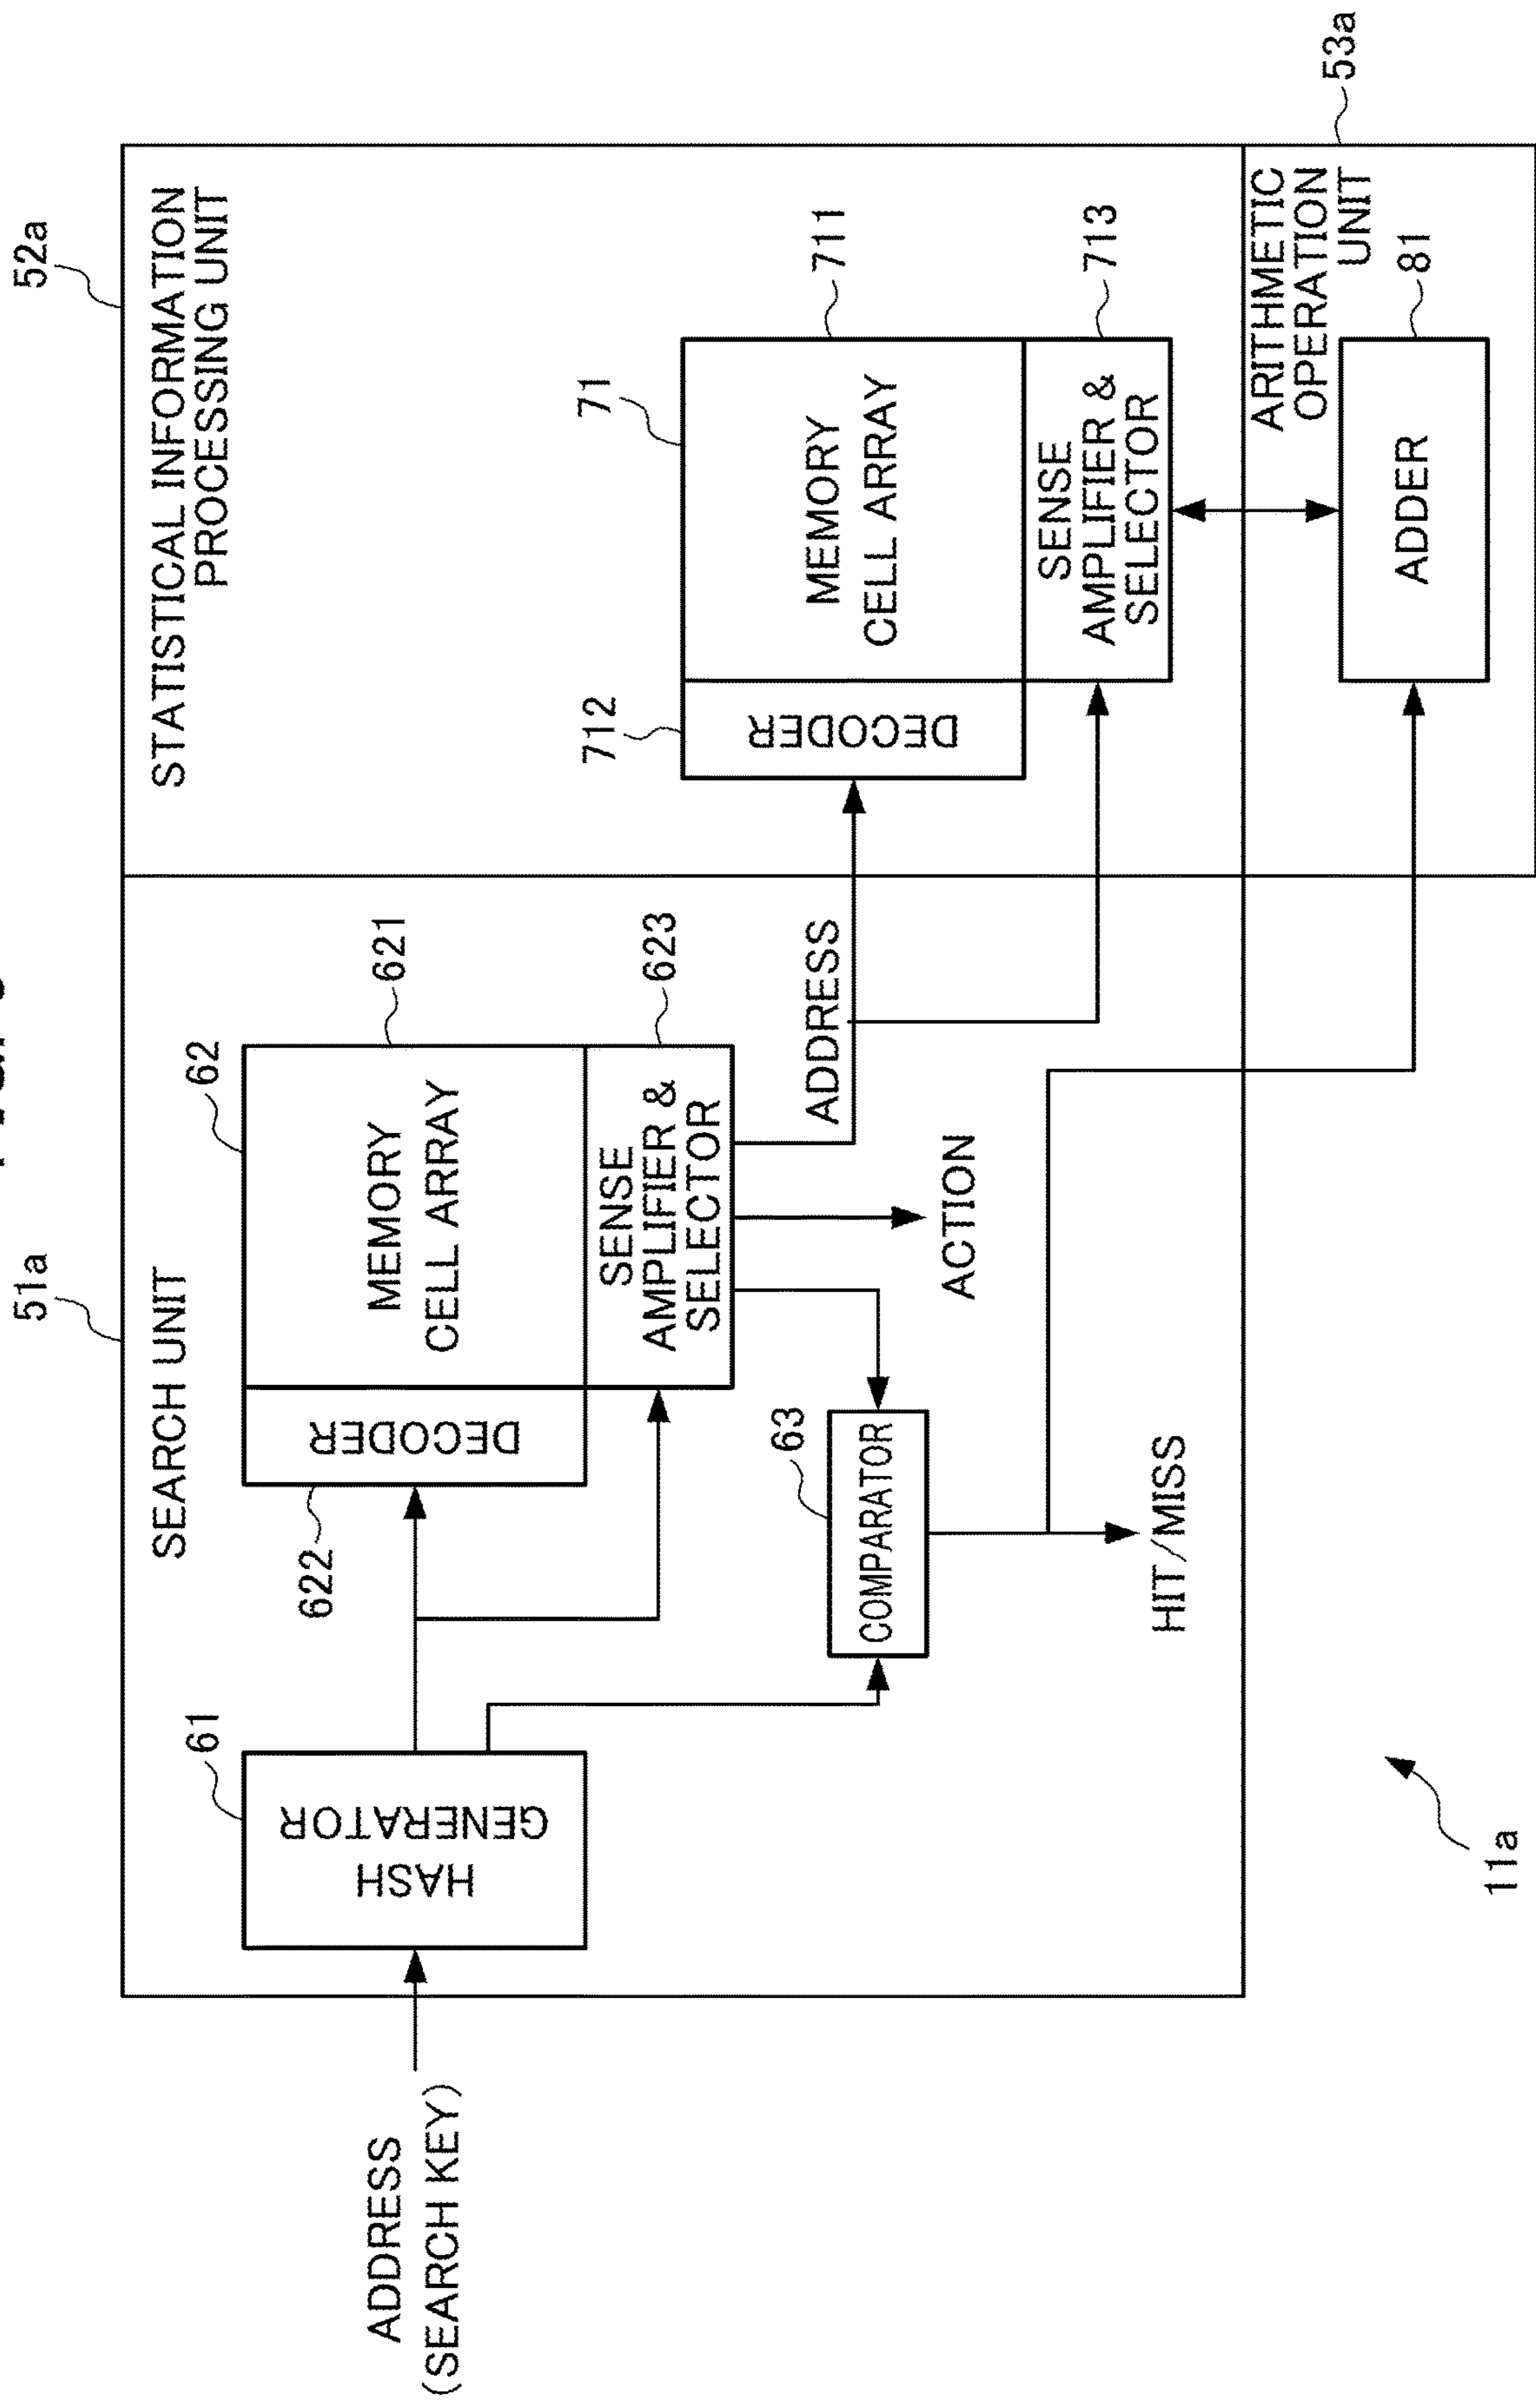 51a
52a
SEARCH UNIT
STATISTICAL INFORMATION
PROCESSING UNIT
61
62
HASH
GENERATOR
622
DECODER
MEMORY
CELL ARRAY
621
SENSE
AMPLIFIER &
SELECTOR
623
ADDRESS
(SEARCH KEY)
63
COMPARATOR
ACTION
ADDRESS
HIT/MISS
71
712
DECODER
MEMORY
CELL ARRAY
711
SENSE
AMPLIFIER &
SELECTOR
713
ARITHMETIC
OPERATION
UNIT
53a
ADDER
81
11a